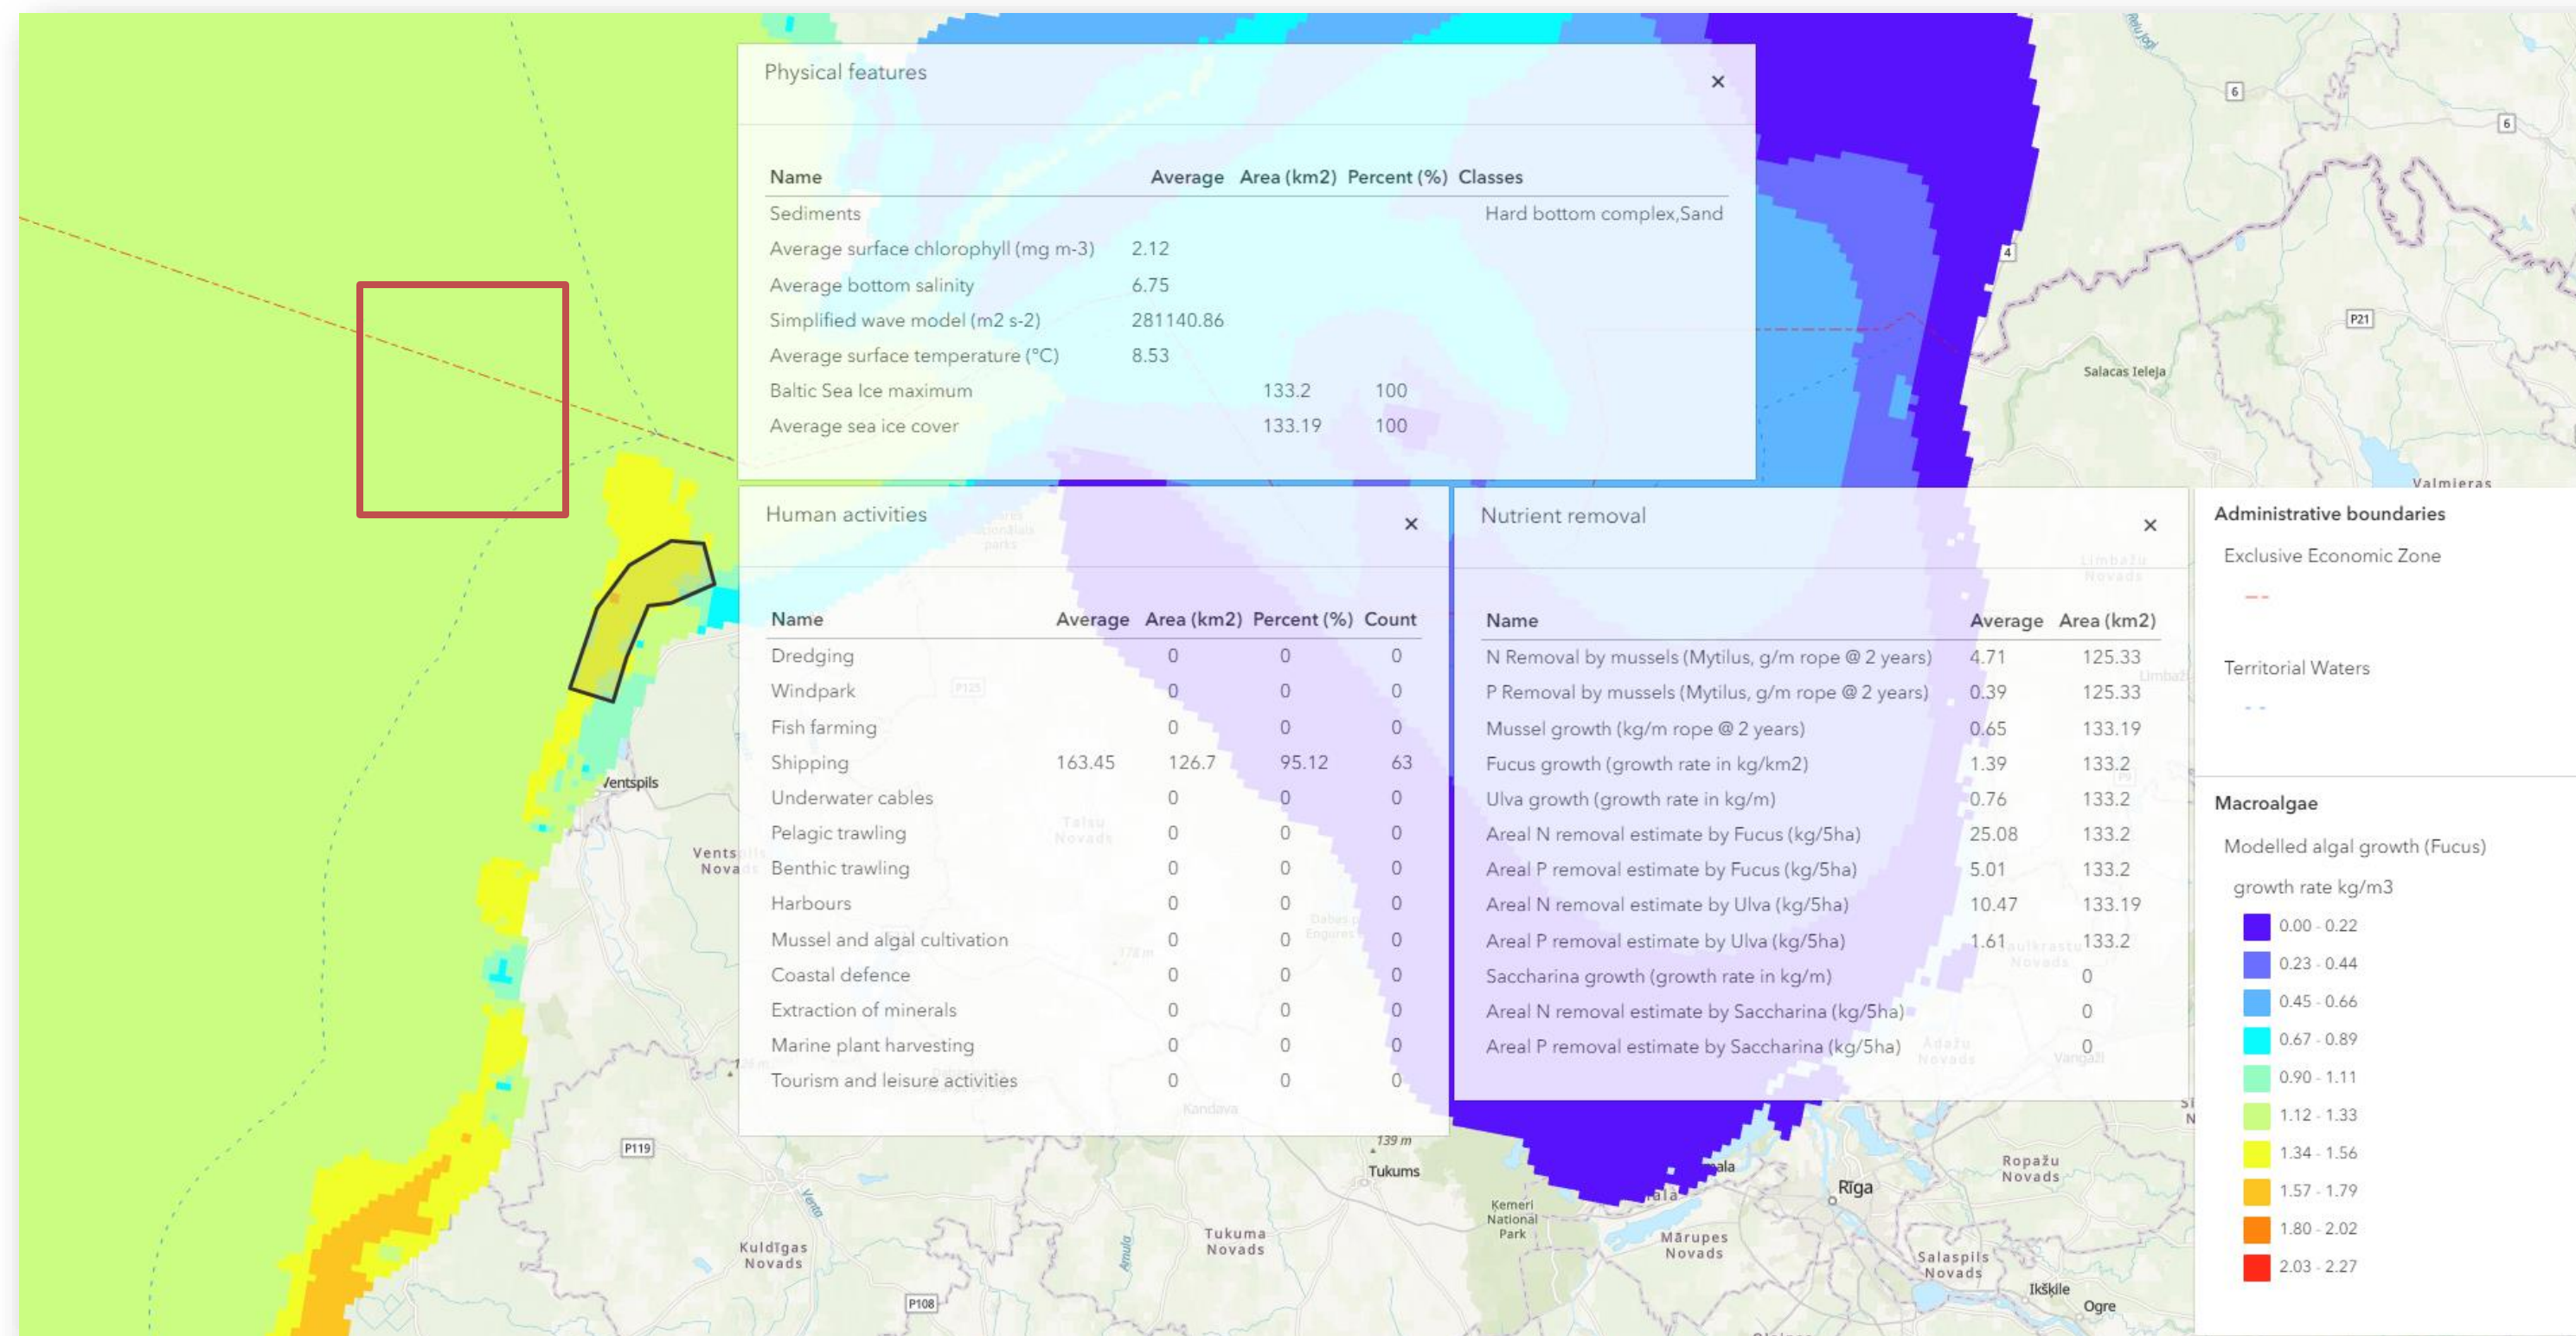 Physical features ×
Name Average Area (km2) Percent (%) Classes
Sediments Hard bottom complex,Sand
Average surface chlorophyll (mg m-3) 2.12
Average bottom salinity 6.75
Simplified wave model (m2 s-2) 281140.86
Average surface temperature (°C) 8.53
Baltic Sea Ice maximum 133.2 100
Average sea ice cover 133.19 100
Human activities ×
Name Average Area (km2) Percent (%) Count
Dredging 0 0 0
Windpark 0 0 0
Fish farming 0 0 0
Shipping 163.45 126.7 95.12 63
Underwater cables 0 0 0
Pelagic trawling 0 0 0
Benthic trawling 0 0 0
Harbours 0 0 0
Mussel and algal cultivation 0 0 0
Coastal defence 0 0 0
Extraction of minerals 0 0 0
Marine plant harvesting 0 0 0
Tourism and leisure activities 0 0 0
Nutrient removal ×
Name Average Area (km2)
N Removal by mussels (Mytilus, g/m rope @ 2 years) 4.71 125.33
P Removal by mussels (Mytilus, g/m rope @ 2 years) 0.39 125.33
Mussel growth (kg/m rope @ 2 years) 0.65 133.19
Fucus growth (growth rate in kg/km2) 1.39 133.2
Ulva growth (growth rate in kg/m) 0.76 133.2
Areal N removal estimate by Fucus (kg/5ha) 25.08 133.2
Areal P removal estimate by Fucus (kg/5ha) 5.01 133.2
Areal N removal estimate by Ulva (kg/5ha) 10.47 133.19
Areal P removal estimate by Ulva (kg/5ha) 1.61 133.2
Saccharina growth (growth rate in kg/m) 0
Areal N removal estimate by Saccharina (kg/5ha) 0
Areal P removal estimate by Saccharina (kg/5ha) 0
Administrative boundaries
Exclusive Economic Zone
Territorial Waters
Macroalgae
Modelled algal growth (Fucus)
growth rate kg/m3
0.00 - 0.22
0.23 - 0.44
0.45 - 0.66
0.67 - 0.89
0.90 - 1.11
1.12 - 1.33
1.34 - 1.56
1.57 - 1.79
1.80 - 2.02
2.03 - 2.27
6
6
4
P21
Salacas Ieleja
Valmieras
Limbažu
Novads
P125
Talsu
Novads
Ventspils
Novads
Ādažu
Novads
Vangaži
Kandava
P119
139 m
Tukums
Venta
Kuldīgas
Novads
Amula
Tukuma
Novads
P108
Ķemeri
National
Park
Mārupes
Novads
Rīga
Ropažu
Novads
Salaspils
Novads
Ikšķile
Ogre